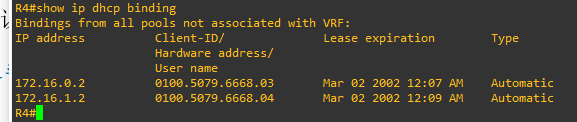 R4#show ip dhcp binding
Bindings from all pools not associated with VRF:
IP address Client-ID/ Lease expiration Type
Hardware address/
User name
172.16.0.2 0100.5079.6668.03 Mar 02 2002 12:07 AM Automatic
172.16.1.2 0100.5079.6668.04 Mar 02 2002 12:09 AM Automatic
R4#